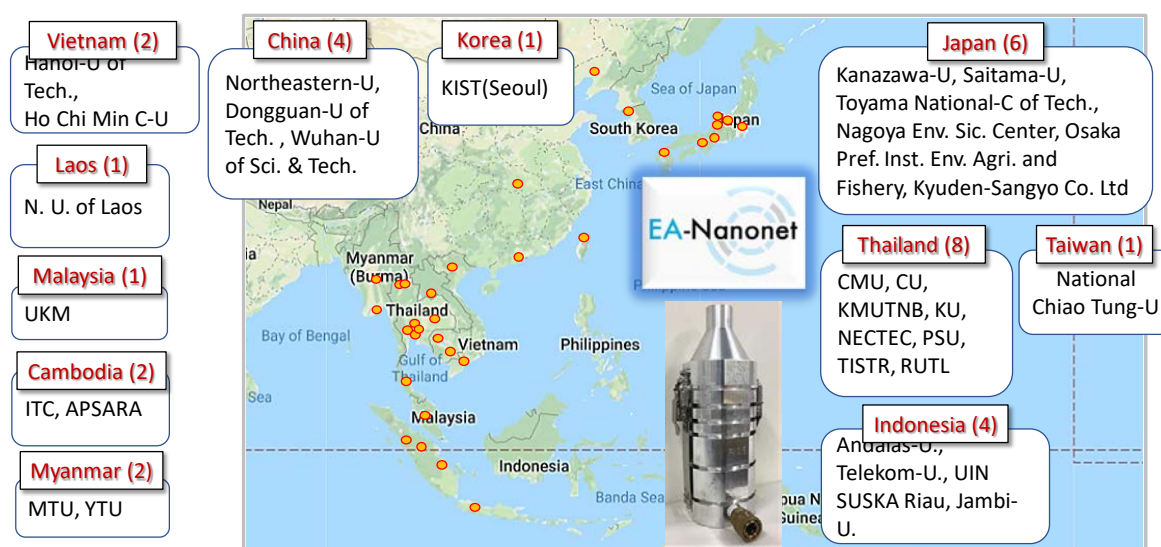 Vietnam (2)
Hanoi-U of
Tech.,
Ho Chi Min C-U
Laos (1)
N. U. of Laos
Malaysia (1)
UKM
Cambodia (2)
ITC, APSARA
Myanmar (2)
MTU, YTU
China (4)
Northeastern-U,
Dongguan-U of
Tech. , Wuhan-U
of Sci. & Tech.
Korea (1)
KIST(Seoul)
Japan (6)
Kanazawa-U, Saitama-U,
Toyama National-C of Tech.,
Nagoya Env. Sic. Center, Osaka
Pref. Inst. Env. Agri. and
Fishery, Kyuden-Sangyo Co. Ltd
Thailand (8)
CMU, CU,
KMUTNB, KU,
NECTEC, PSU,
TISTR, RUTL
Taiwan (1)
National
Chiao Tung-U
Indonesia (4)
Andalas-U.,
Telekom-U., UIN
SUSKA Riau, Jambi-
U.
EA-Nanonet
Sea of Japan
South Korea
China
East China
Nepal
Myanmar
(Burma)
Thailand
Bay of Bengal
Vietnam
Gulf of
Thailand
Philippines
Philippine Sea
Sea
Malaysia
Indonesia
Banda Sea